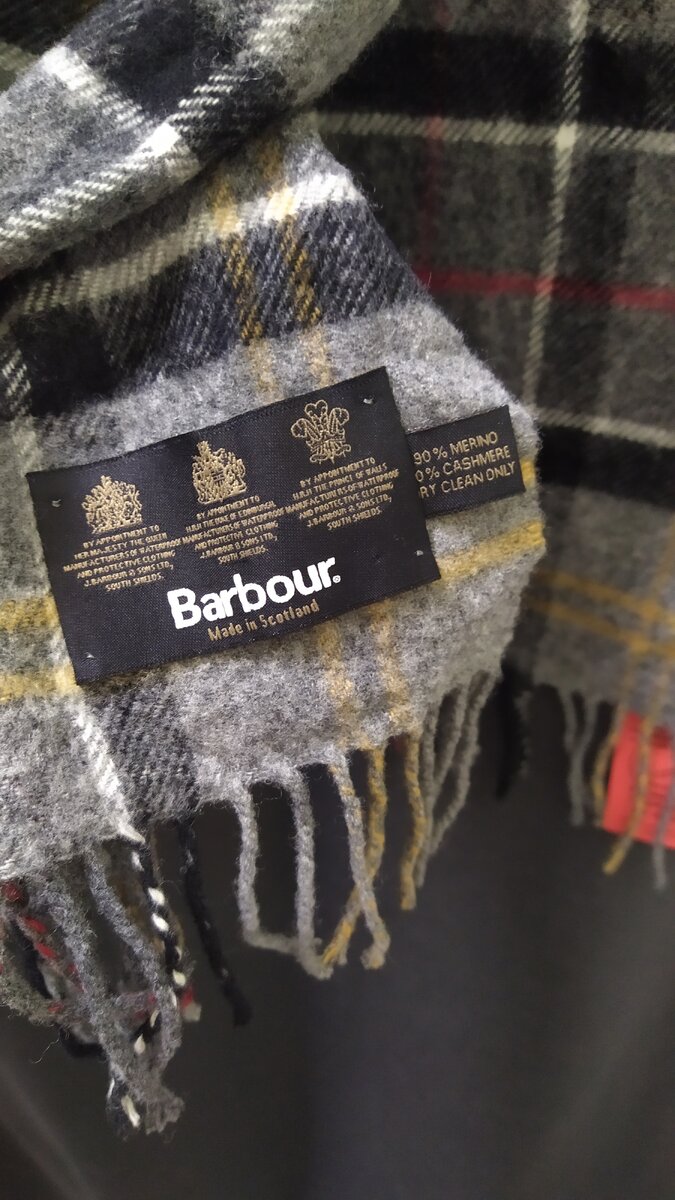 BY APPOINTMENT TO
HER MAJESTY THE QUEEN
MANUFACTURERS OF WATERPROOF
AND PROTECTIVE CLOTHING
J.BARBOUR & SONS LTD,
SOUTH SHIELDS.
BY APPOINTMENT TO
H.R.H THE DUKE OF EDINBURGH
MANUFACTURERS OF WATERPROOF
AND PROTECTIVE CLOTHING
J.BARBOUR & SONS LTD,
SOUTH SHIELDS.
BY APPOINTMENT TO
H.R.H THE PRINCE OF WALES
MANUFACTURERS OF WATERPROOF
AND PROTECTIVE CLOTHING
J.BARBOUR & SONS LTD,
SOUTH SHIELDS
Barbour®
Made in Scotland
90% MERINO
0% CASHMERE
RY CLEAN ONLY